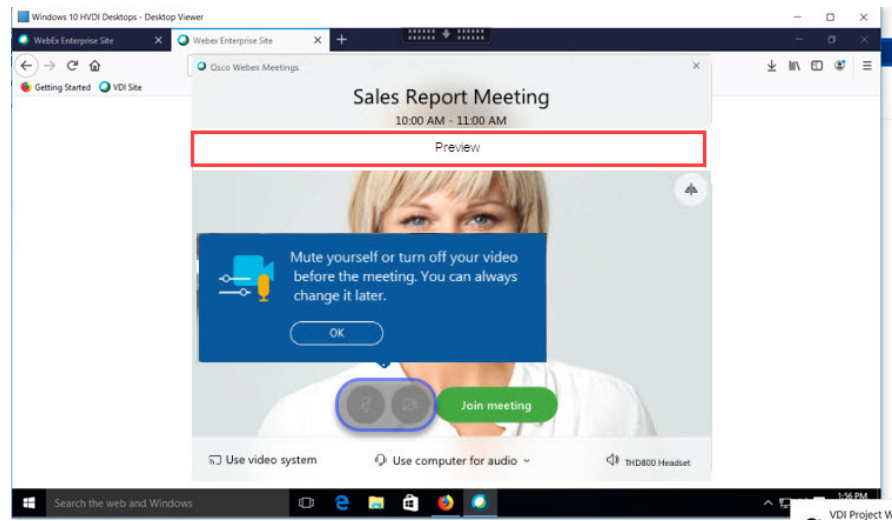 Windows 10 HVDI Desktops - Desktop Viewer
WebEx Enterprise Site
Webex Enterprise Site
Cisco Webex Meetings
Getting Started
VDI Site
Sales Report Meeting
10:00 AM - 11:00 AM
Preview
Mute yourself or turn off your video
before the meeting. You can always
change it later.
OK
Join meeting
Use video system
Use computer for audio
THD800 Headset
Search the web and Windows
1:56 PM
VDI Project W